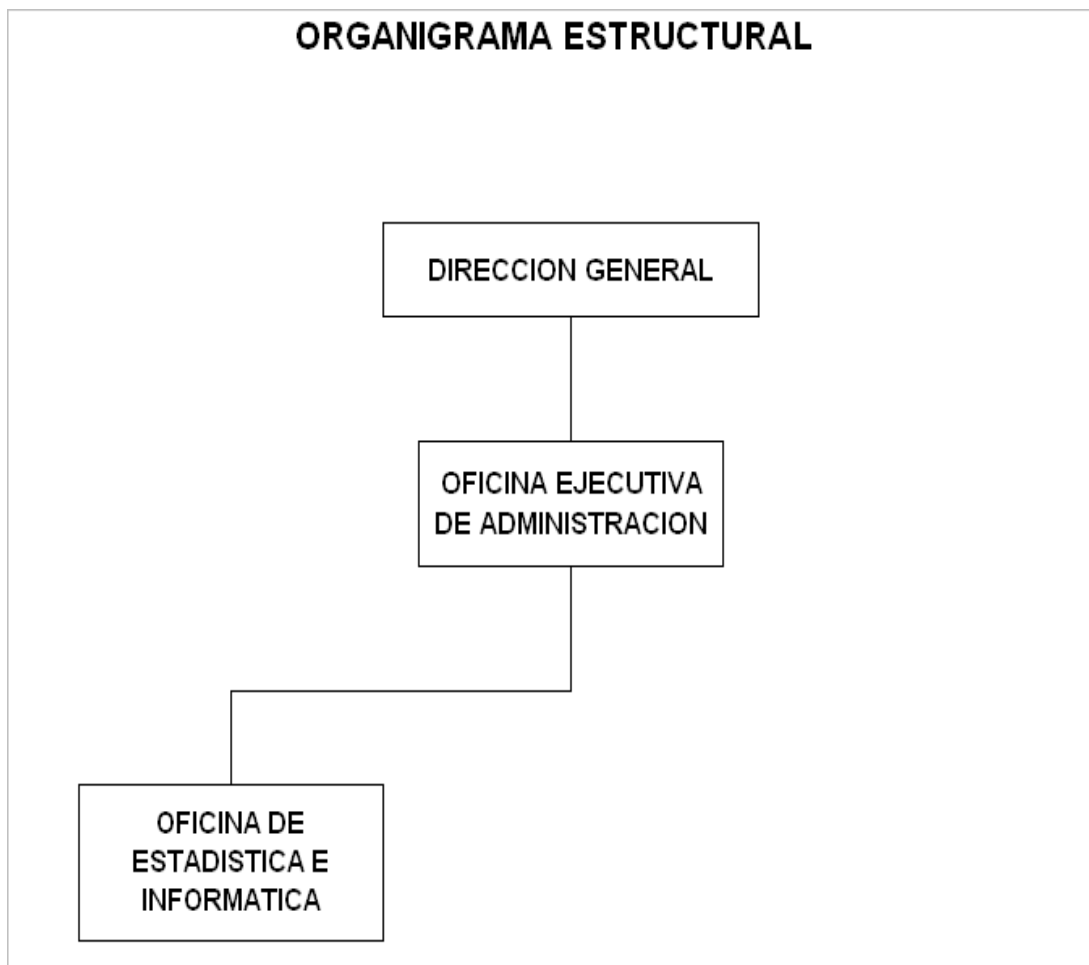 ORGANIGRAMA ESTRUCTURAL
DIRECCION GENERAL
OFICINA EJECUTIVA
DE ADMINISTRACION
OFICINA DE
ESTADISTICA E
INFORMATICA